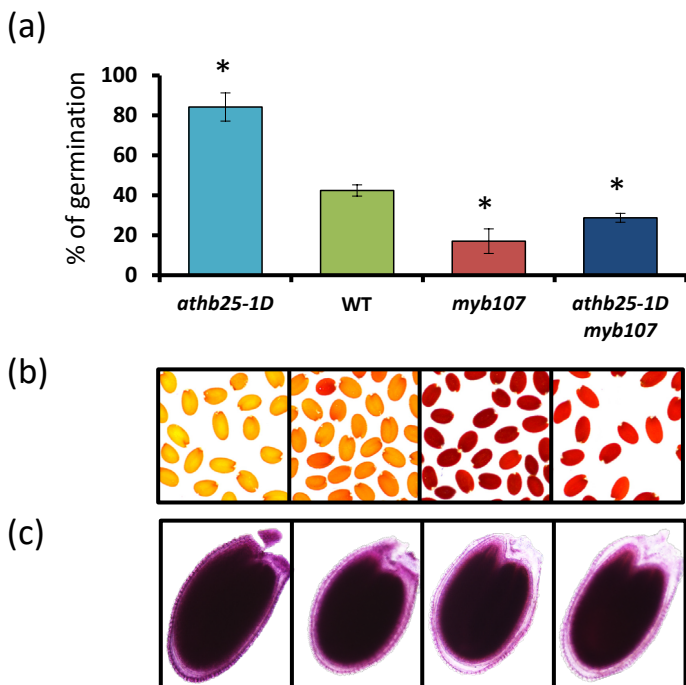 (a)
% of germination
100
80
60
40
20
0
*
*
*
athb25-1D
WT
myb107
athb25-1D
myb107
(b)
(c)